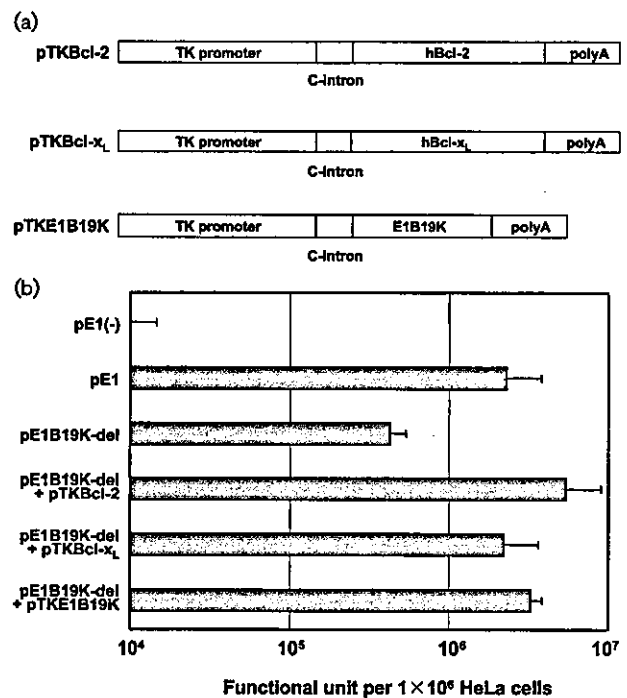 (a)
pTKBcl-2
TK promoter
hBcl-2
polyA
C-Intron
pTKBcl-xL
TK promoter
hBcl-xL
polyA
C-Intron
pTKE1B19K
TK promoter
E1B19K
polyA
C-Intron
(b)
pE1(-)
pE1
pE1B19K-del
pE1B19K-del
+ pTKBcl-2
pE1B19K-del
+ pTKBcl-xL
pE1B19K-del
+ pTKE1B19K
10⁴ 10⁵ 10⁶ 10⁷
Functional unit per 1×10⁶ HeLa cells